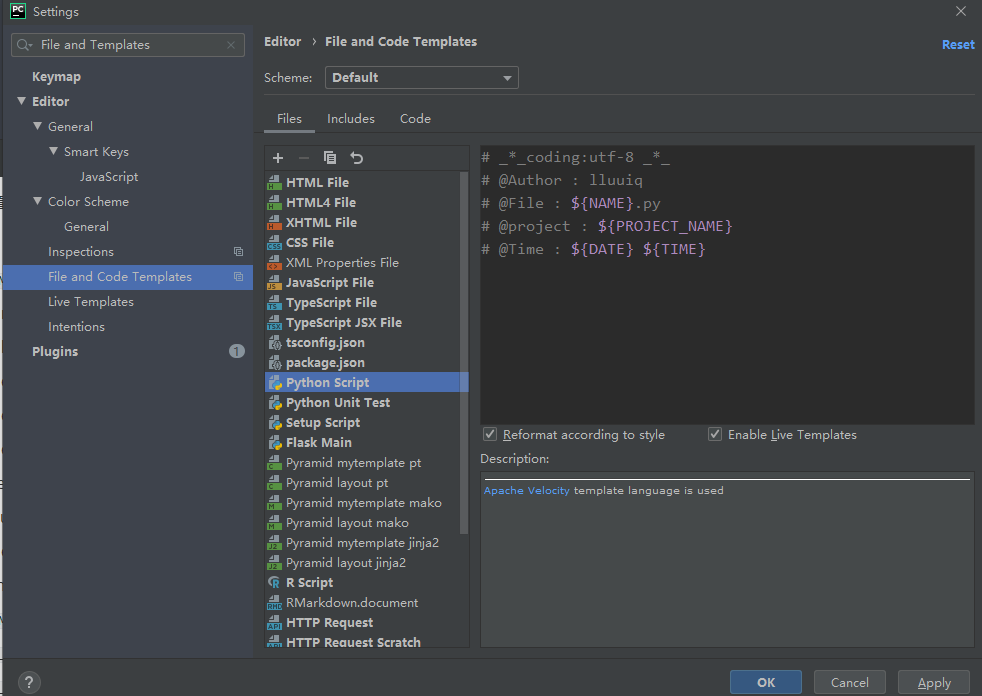 PC Settings
File and Templates
Keymap
Editor
General
Smart Keys
JavaScript
Color Scheme
General
Inspections
File and Code Templates
Live Templates
Intentions
Plugins 1
Editor › File and Code Templates
Reset
Scheme: Default
Files Includes Code
HTML File
HTML4 File
XHTML File
CSS File
XML Properties File
JavaScript File
TypeScript File
TypeScript JSX File
tsconfig.json
package.json
Python Script
Python Unit Test
Setup Script
Flask Main
Pyramid mytemplate pt
Pyramid layout pt
Pyramid mytemplate mako
Pyramid layout mako
Pyramid mytemplate jinja2
Pyramid layout jinja2
R Script
RMarkdown.document
HTTP Request
HTTP Request Scratch
# _*_coding:utf-8 _*_
# @Author : lluuiq
# @File : ${NAME}.py
# @project : ${PROJECT_NAME}
# @Time : ${DATE} ${TIME}
Reformat according to style
Enable Live Templates
Description:
Apache Velocity template language is used
?
OK
Cancel
Apply